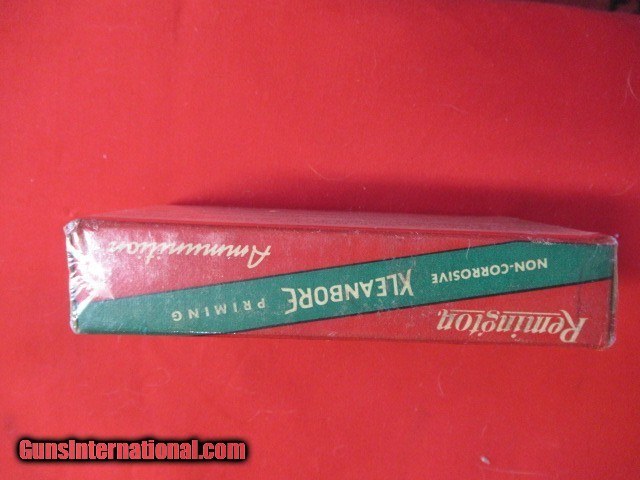 Remington,
NON-CORROSIVE KLEANBORE PRIMING
Ammunition
GunsInternational.com